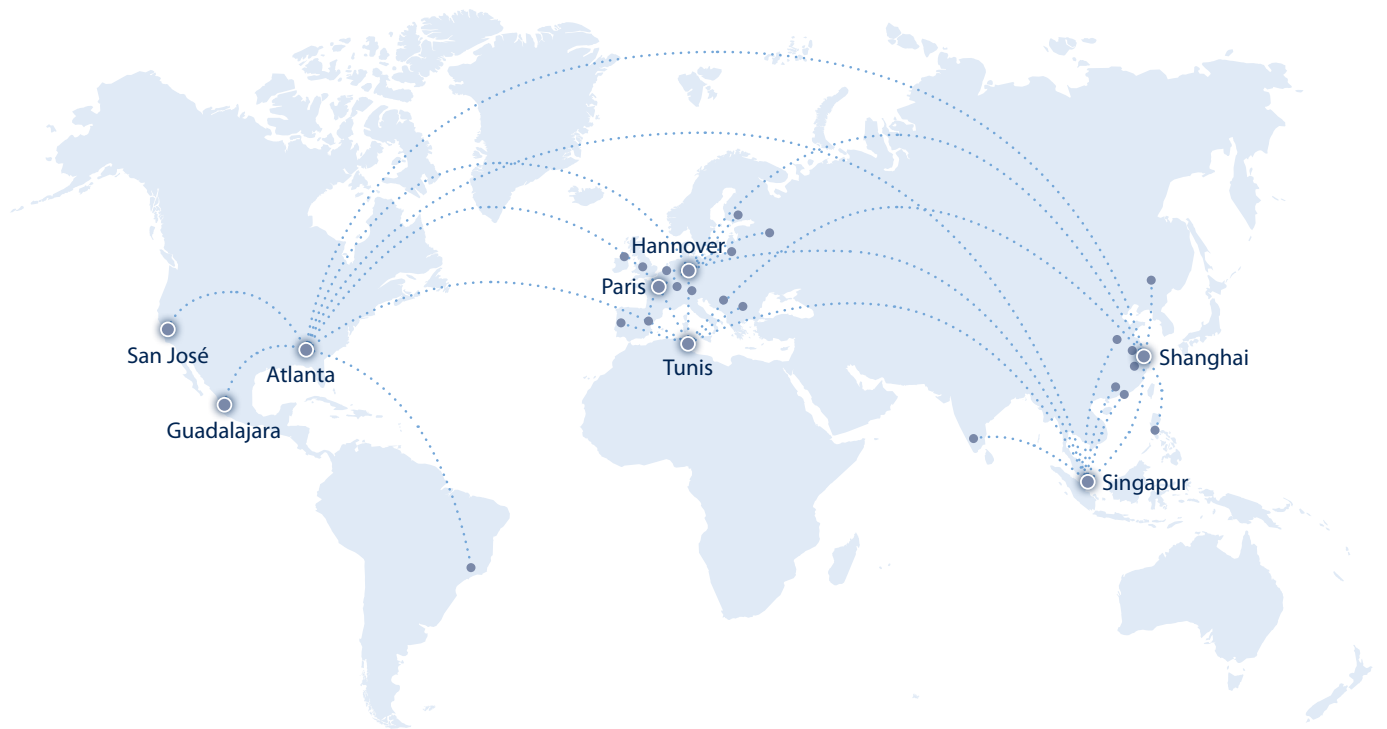 Hannover
Paris
San José
Atlanta
Tunis
Shanghai
Guadalajara
Singapur